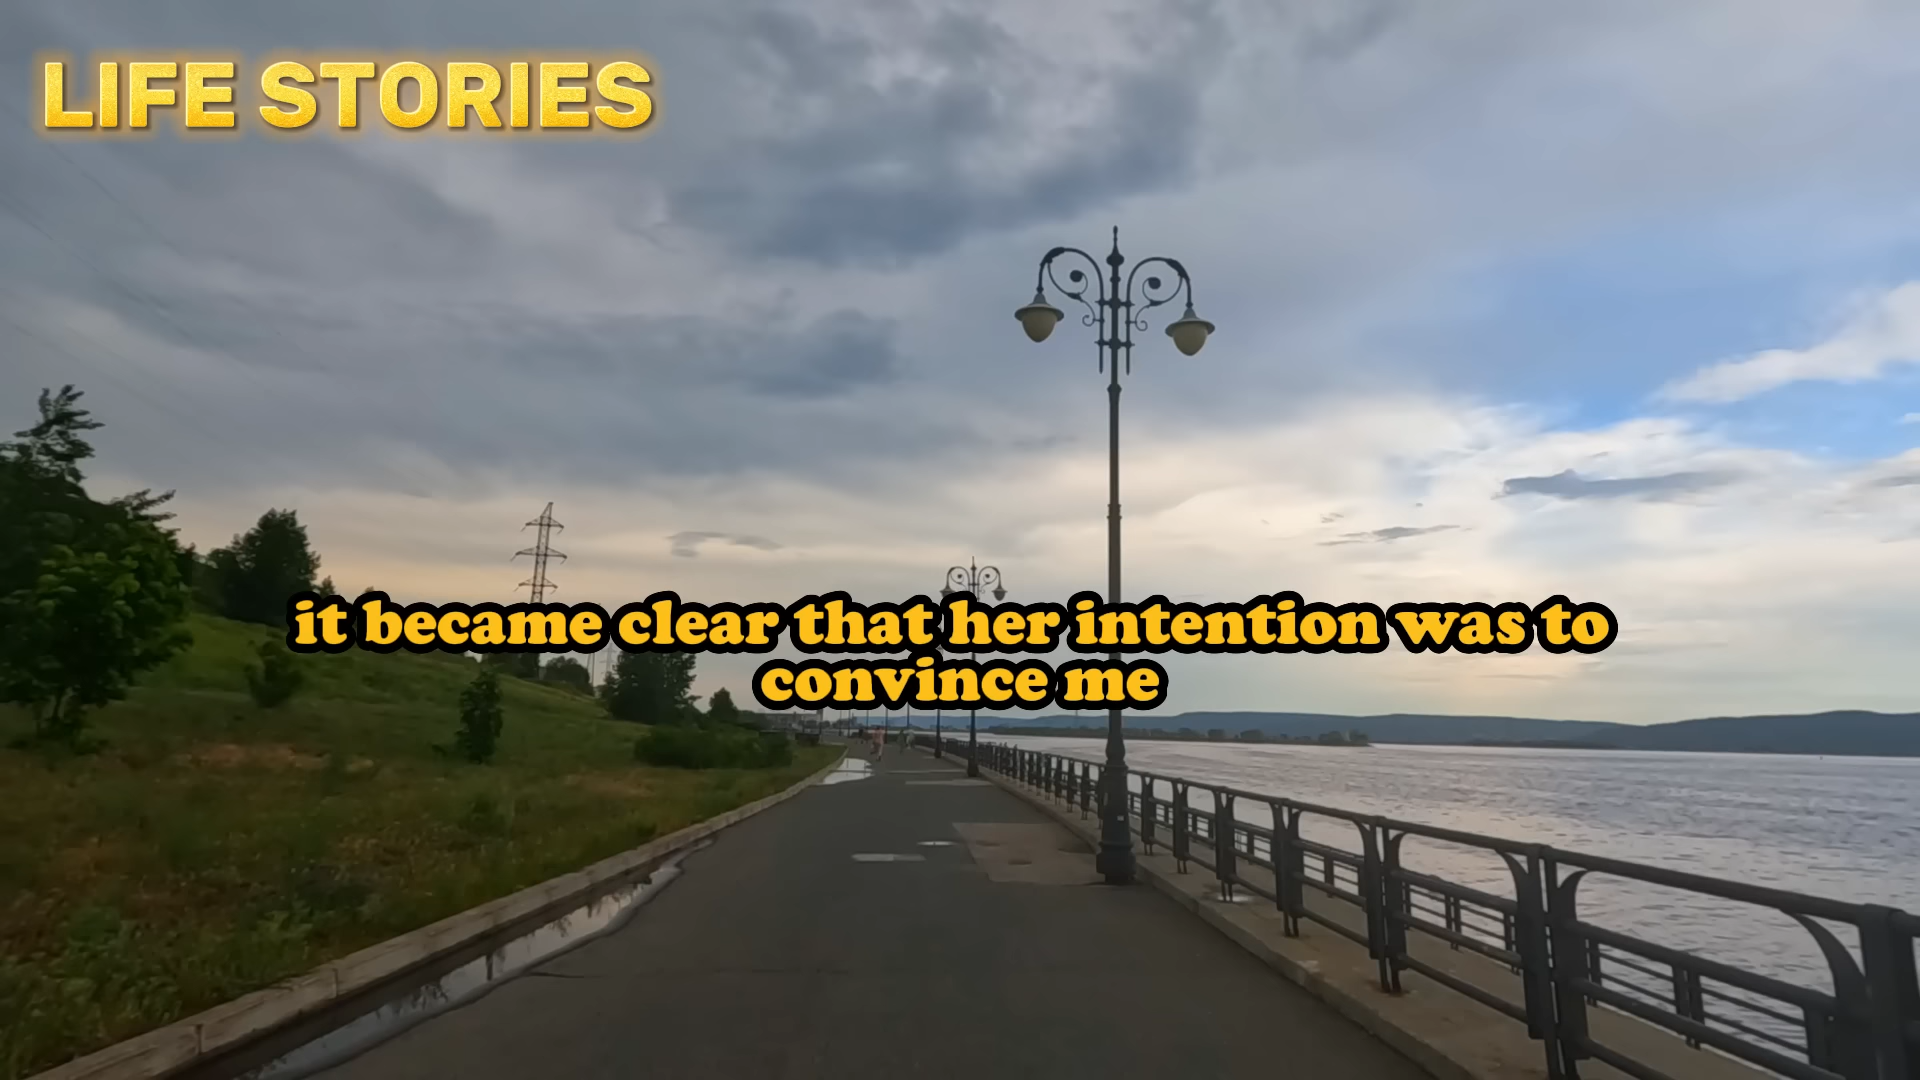 LIFE STORIES
it became clear that her intention was to
convince me